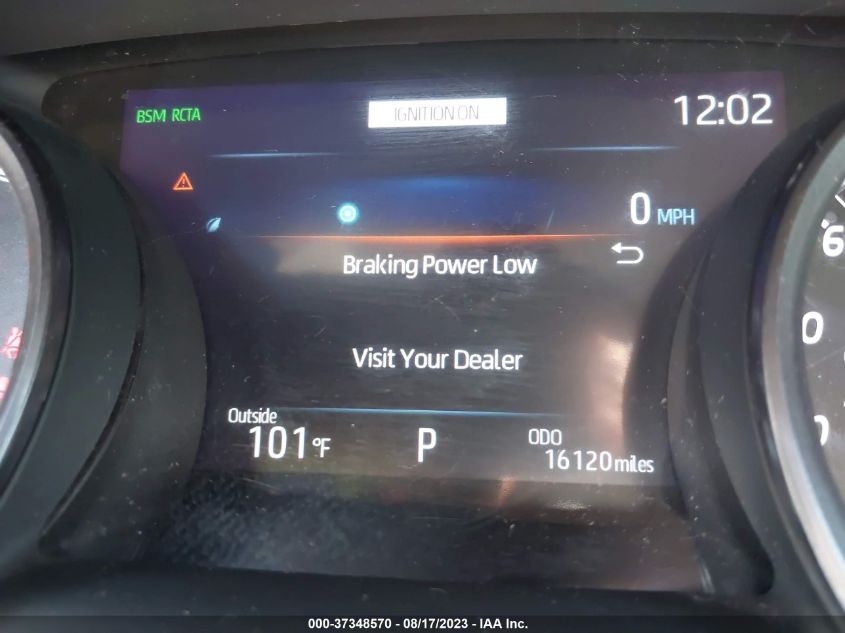 BSM RCTA
IGNITION ON
12:02
0 MPH
Braking Power Low
Visit Your Dealer
Outside
101°F
P
ODO
16120 miles
6
000-37348570 - 08/17/2023 - IAA Inc.